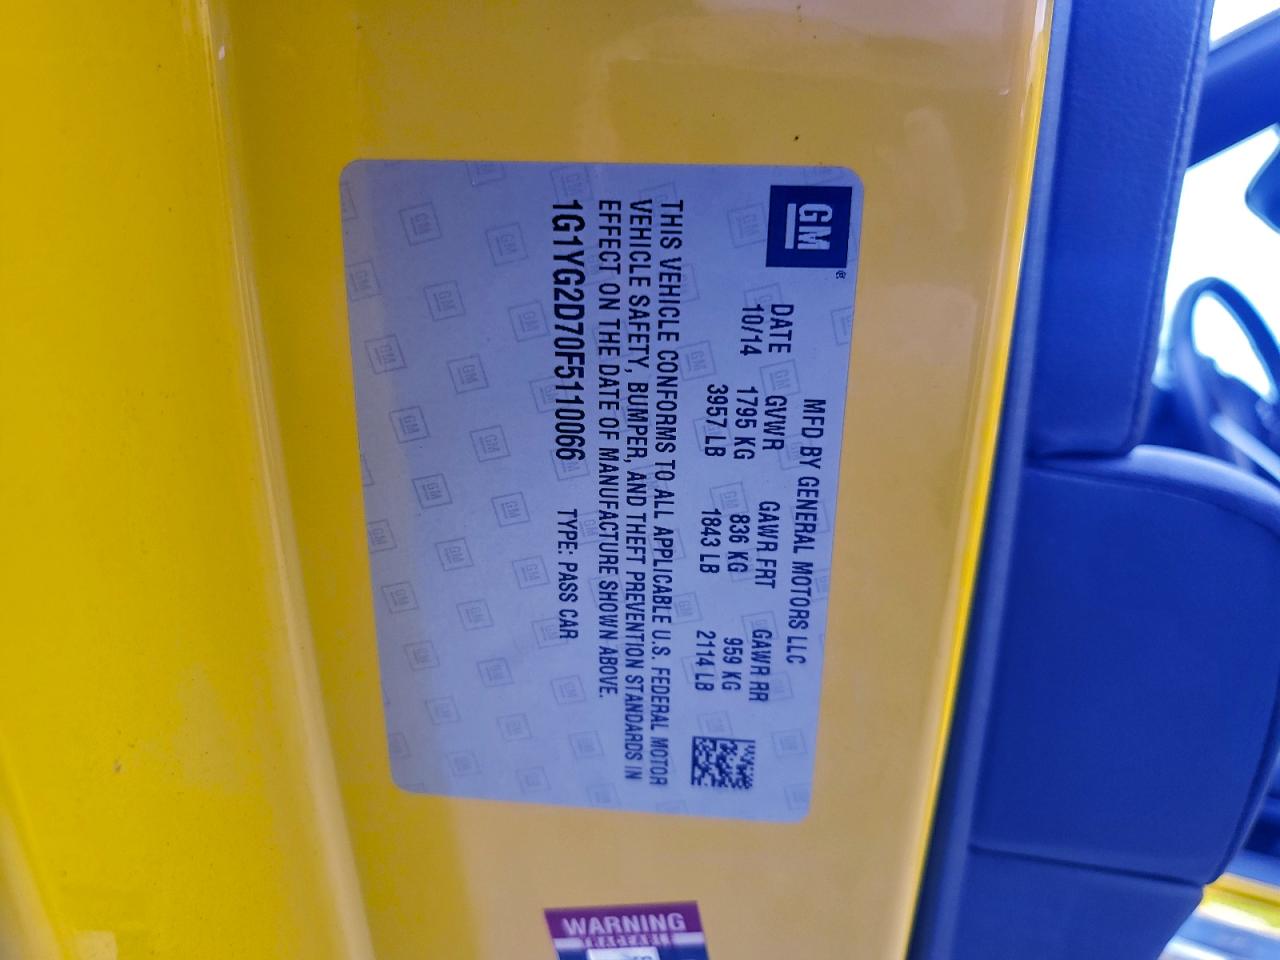 GM
®
MFD BY GENERAL MOTORS LLC
DATE GVWR GAWR FRT GAWR RR
10/14 1795 KG 836 KG 959 KG
3957 LB 1843 LB 2114 LB
THIS VEHICLE CONFORMS TO ALL APPLICABLE U.S. FEDERAL MOTOR
VEHICLE SAFETY, BUMPER, AND THEFT PREVENTION STANDARDS IN
EFFECT ON THE DATE OF MANUFACTURE SHOWN ABOVE.
1G1YG2D70F5110066 TYPE: PASS CAR
WARNING
TRACEABLE